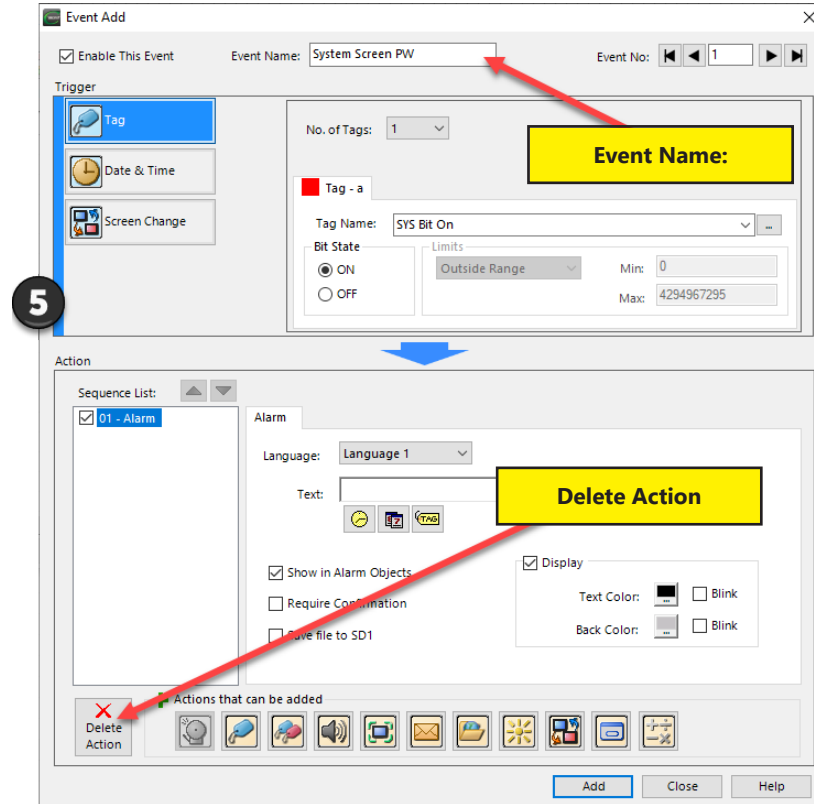 Event Add
Enable This Event
Event Name: System Screen PW
Event No: 1
Trigger
Tag
Date & Time
Screen Change
No. of Tags: 1
Event Name:
Tag - a
Tag Name: SYS Bit On ...
Bit State
ON
OFF
Limits
Outside Range
Min: 0
Max: 4294967295
5
Action
Sequence List:
01 - Alarm
Alarm
Language: Language 1
Text:
TAG
Delete Action
Show in Alarm Objects
Require Confirmation
Save file to SD1
Display
Text Color: ... Blink
Back Color: ... Blink
Delete
Action
Actions that can be added
Add Close Help